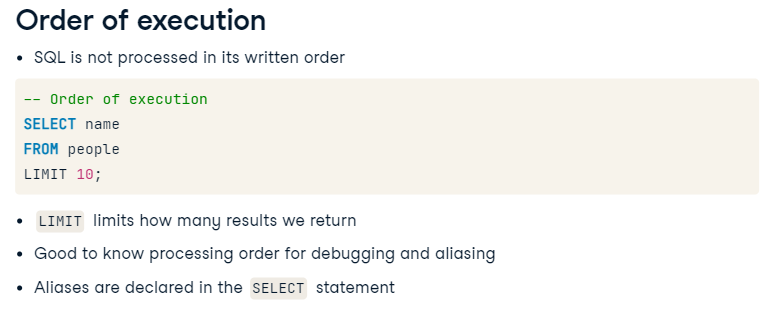 Order of execution
• SQL is not processed in its written order
-- Order of execution
SELECT name
FROM people
LIMIT 10;
• LIMIT limits how many results we return
• Good to know processing order for debugging and aliasing
• Aliases are declared in the SELECT statement